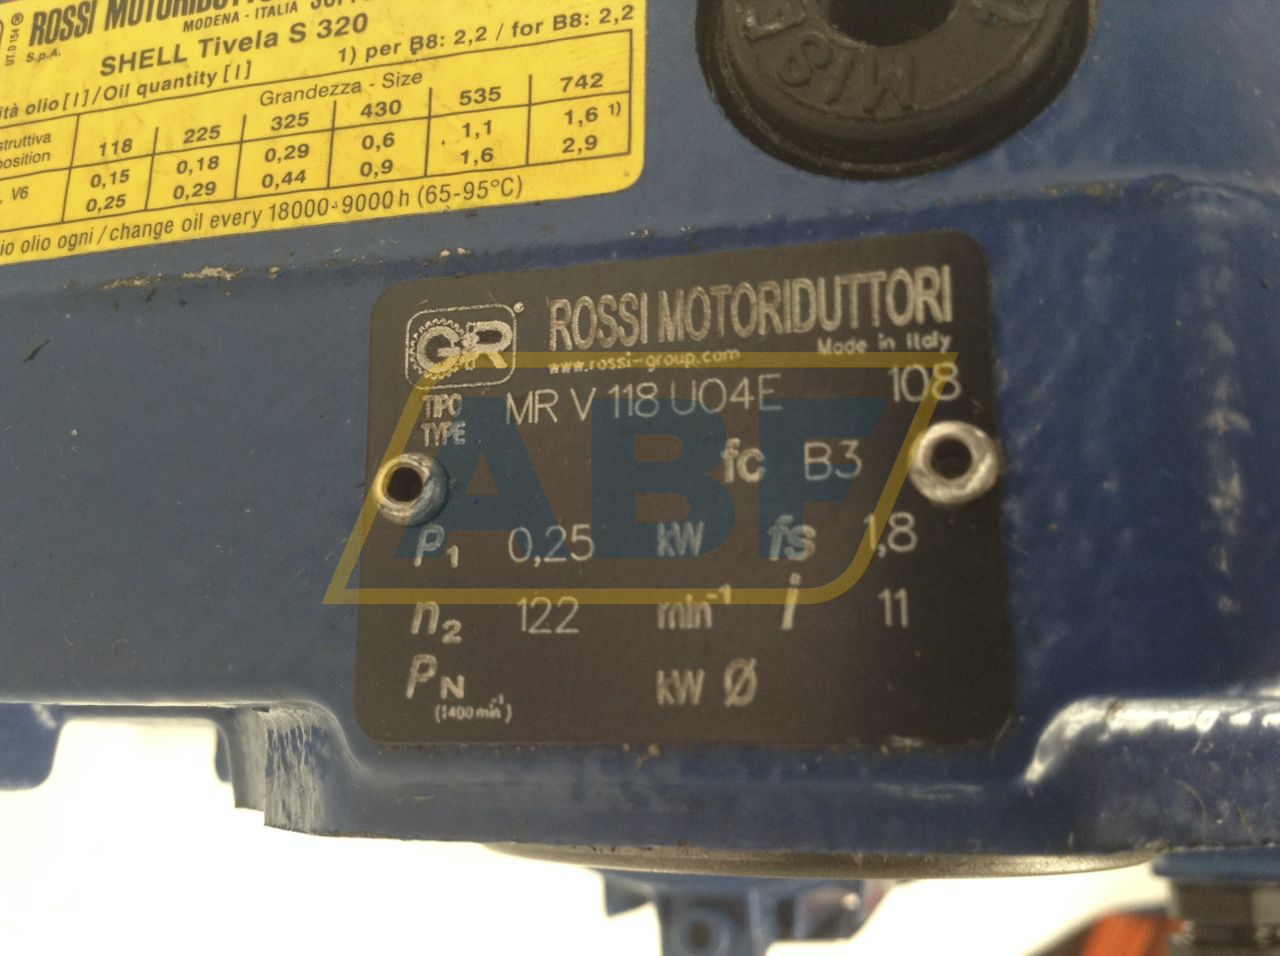 UT.D 154 ® ROSSI MOTORIDUTTORI
S.p.A. MODENA - ITALIA
SHELL Tivela S 320
1) per B8: 2,2 / for B8: 2,2
olio [l] / Oil quantity [l]
Grandezza - Size
118 225 325 430 535 742
0,15 0,18 0,29 0,6 1,1 1,6 1)
V6 0,25 0,29 0,44 0,9 1,6 2,9
olio ogni / change oil every 18000÷9000 h (65-95°C)
GR® ROSSI MOTORIDUTTORI
www.rossi-group.com Made in Italy
TIPO
TYPE MR V 118 UO4E 108
fc B3
P1 0,25 kW fs 1,8
n2 122 min-1 i 11
PN kW Ø
(1400 min-1)
ABF